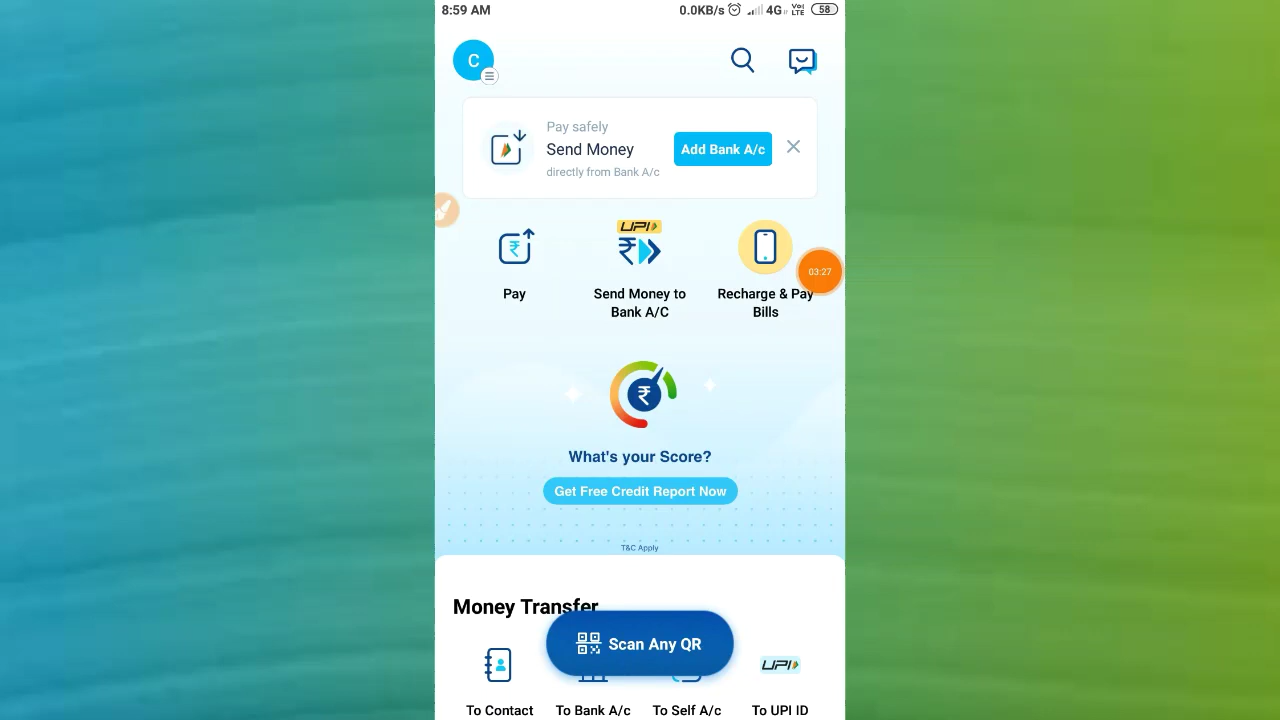 8:59 AM
0.0KB/s 4G Vo) LTE 58
C
Pay safely
Send Money
directly from Bank A/c
Add Bank A/c
UPI
₹
₹
03:27
Pay
Send Money to
Bank A/C
Recharge & Pay
Bills
₹
What's your Score?
Get Free Credit Report Now
T&C Apply
Money Transfer
Scan Any QR
UPI
To Contact
To Bank A/c
To Self A/c
To UPI ID